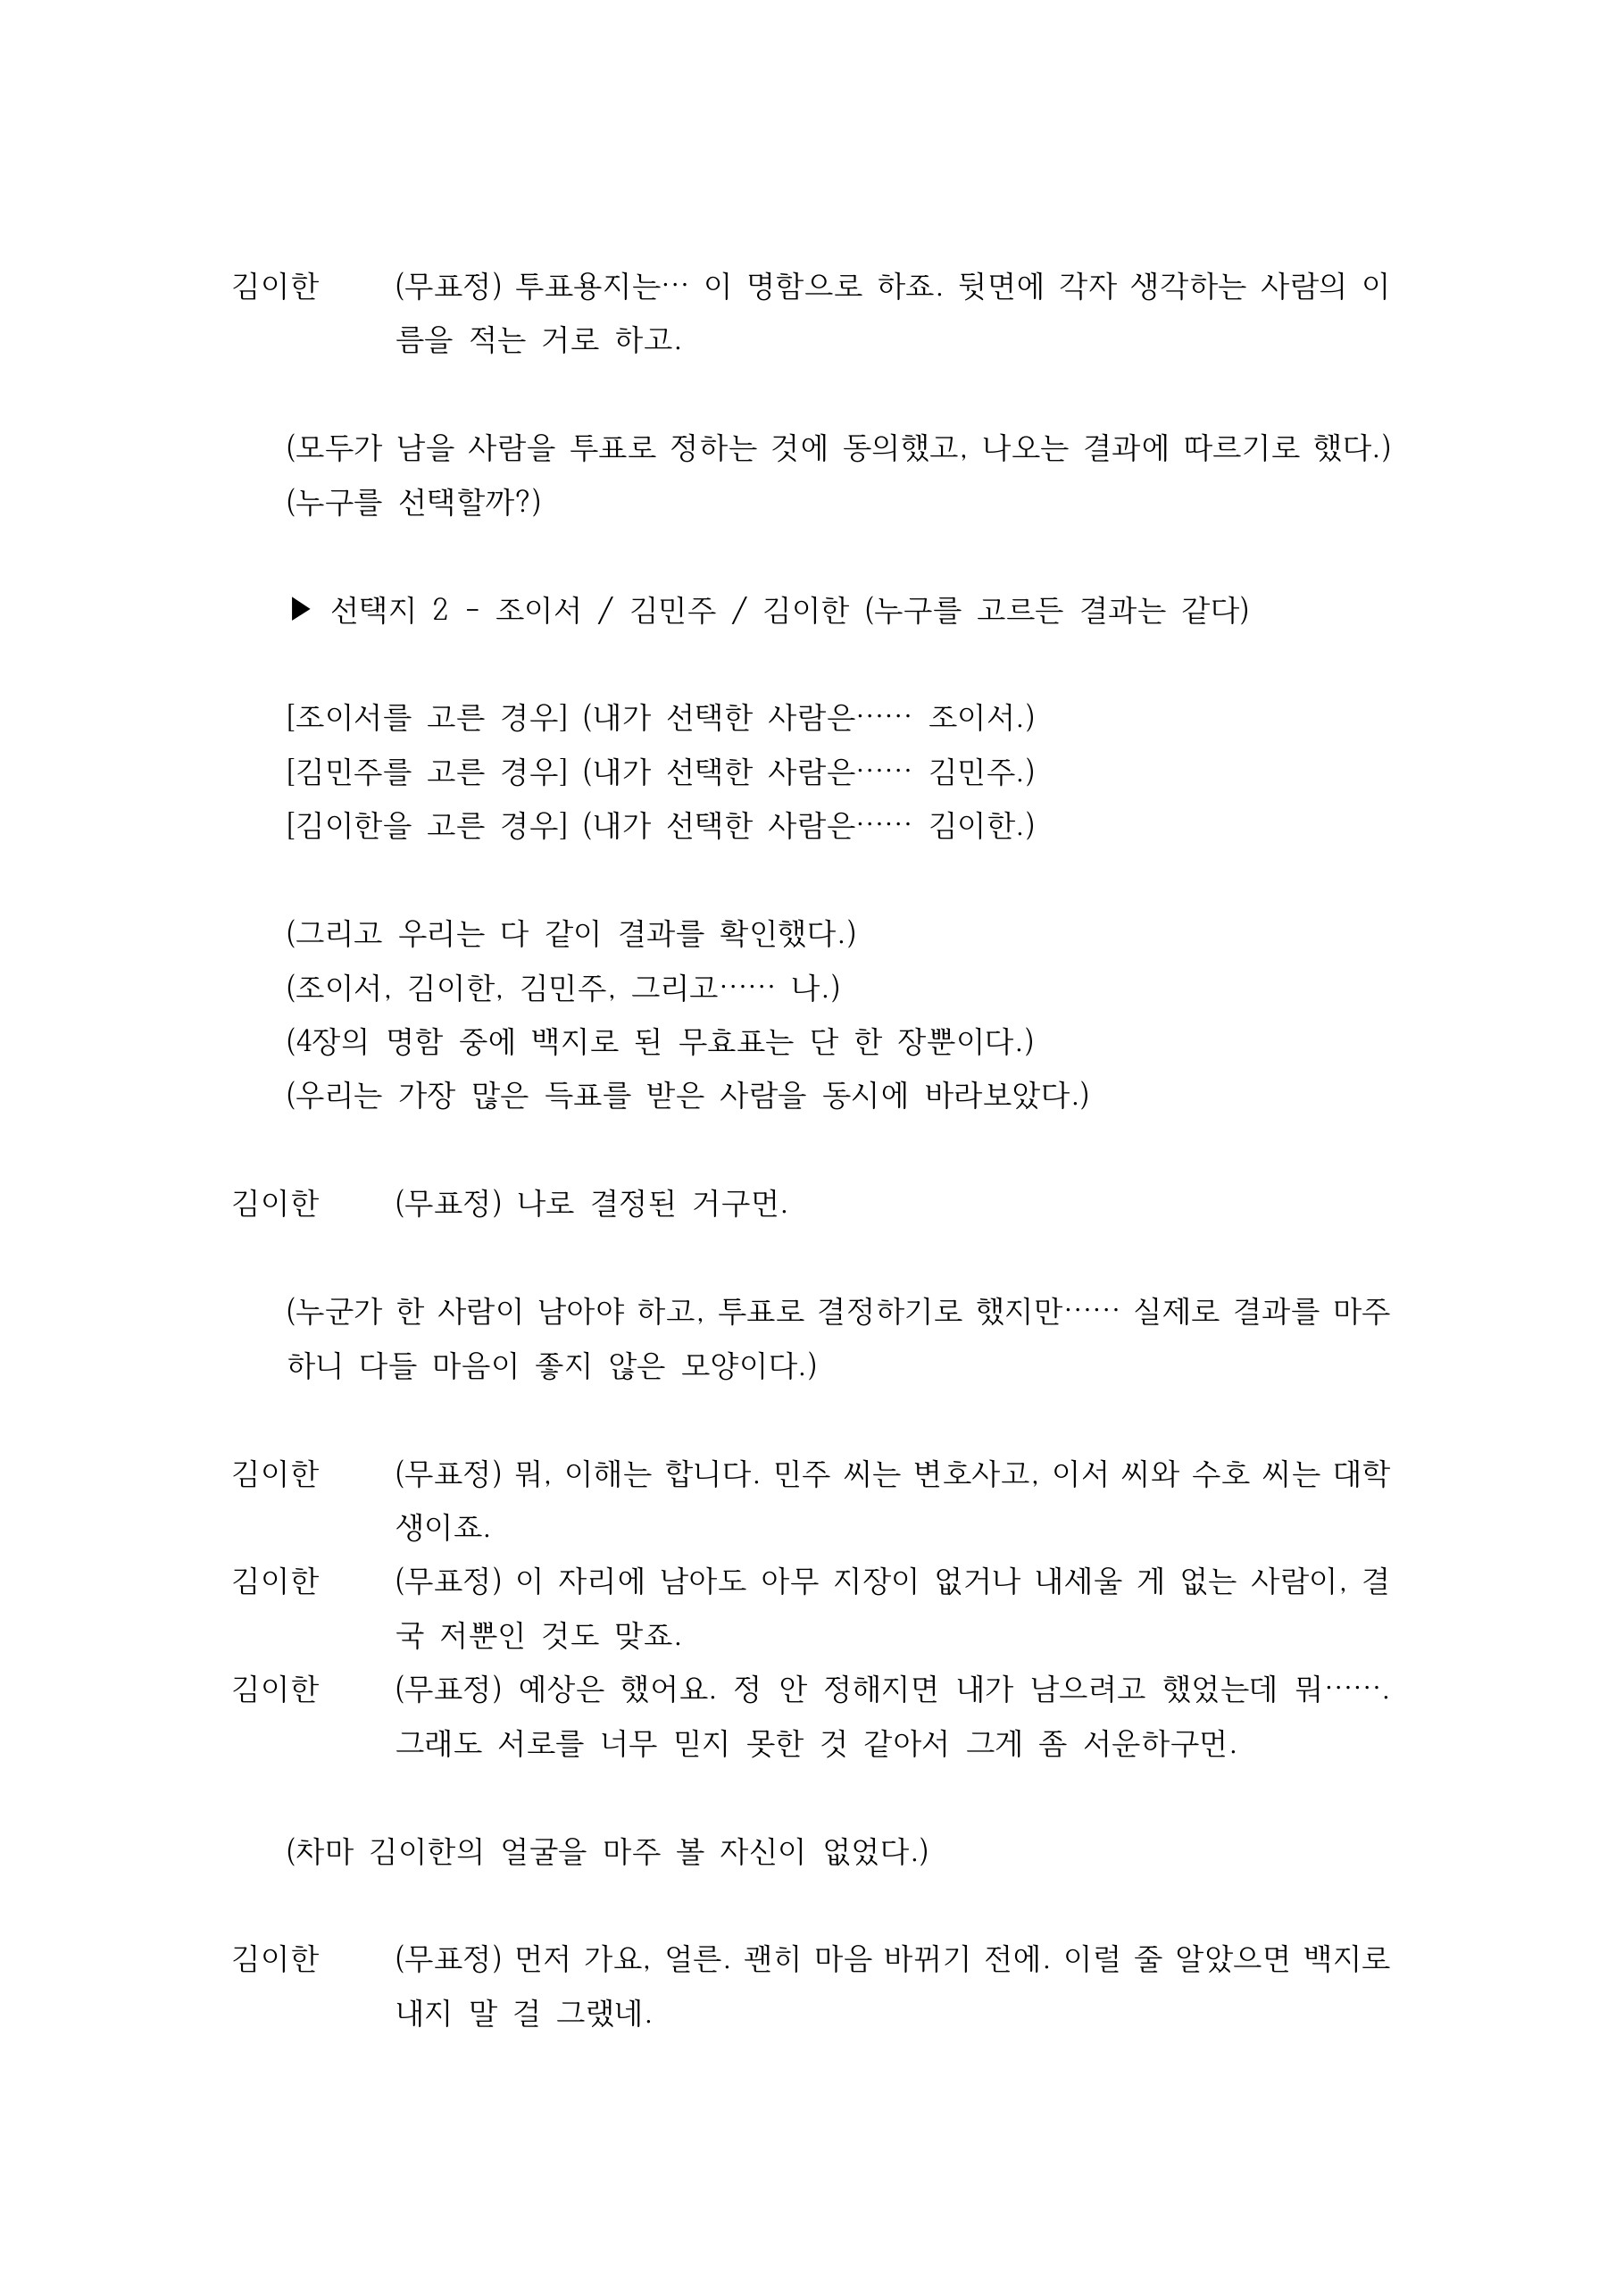 김이한 (무표정) 투표용지는… 이 명함으로 하죠. 뒷면에 각자 생각하는 사람의 이
름을 적는 거로 하고.
(모두가 남을 사람을 투표로 정하는 것에 동의했고, 나오는 결과에 따르기로 했다.)
(누구를 선택할까?)
▶ 선택지 2 - 조이서 / 김민주 / 김이한 (누구를 고르든 결과는 같다)
[조이서를 고른 경우] (내가 선택한 사람은…… 조이서.)
[김민주를 고른 경우] (내가 선택한 사람은…… 김민주.)
[김이한을 고른 경우] (내가 선택한 사람은…… 김이한.)
(그리고 우리는 다 같이 결과를 확인했다.)
(조이서, 김이한, 김민주, 그리고…… 나.)
(4장의 명함 중에 백지로 된 무효표는 단 한 장뿐이다.)
(우리는 가장 많은 득표를 받은 사람을 동시에 바라보았다.)
김이한 (무표정) 나로 결정된 거구먼.
(누군가 한 사람이 남아야 하고, 투표로 결정하기로 했지만…… 실제로 결과를 마주
하니 다들 마음이 좋지 않은 모양이다.)
김이한 (무표정) 뭐, 이해는 합니다. 민주 씨는 변호사고, 이서 씨와 수호 씨는 대학
생이죠.
김이한 (무표정) 이 자리에 남아도 아무 지장이 없거나 내세울 게 없는 사람이, 결
국 저뿐인 것도 맞죠.
김이한 (무표정) 예상은 했어요. 정 안 정해지면 내가 남으려고 했었는데 뭐…….
그래도 서로를 너무 믿지 못한 것 같아서 그게 좀 서운하구먼.
(차마 김이한의 얼굴을 마주 볼 자신이 없었다.)
김이한 (무표정) 먼저 가요, 얼른. 괜히 마음 바뀌기 전에. 이럴 줄 알았으면 백지로
내지 말 걸 그랬네.